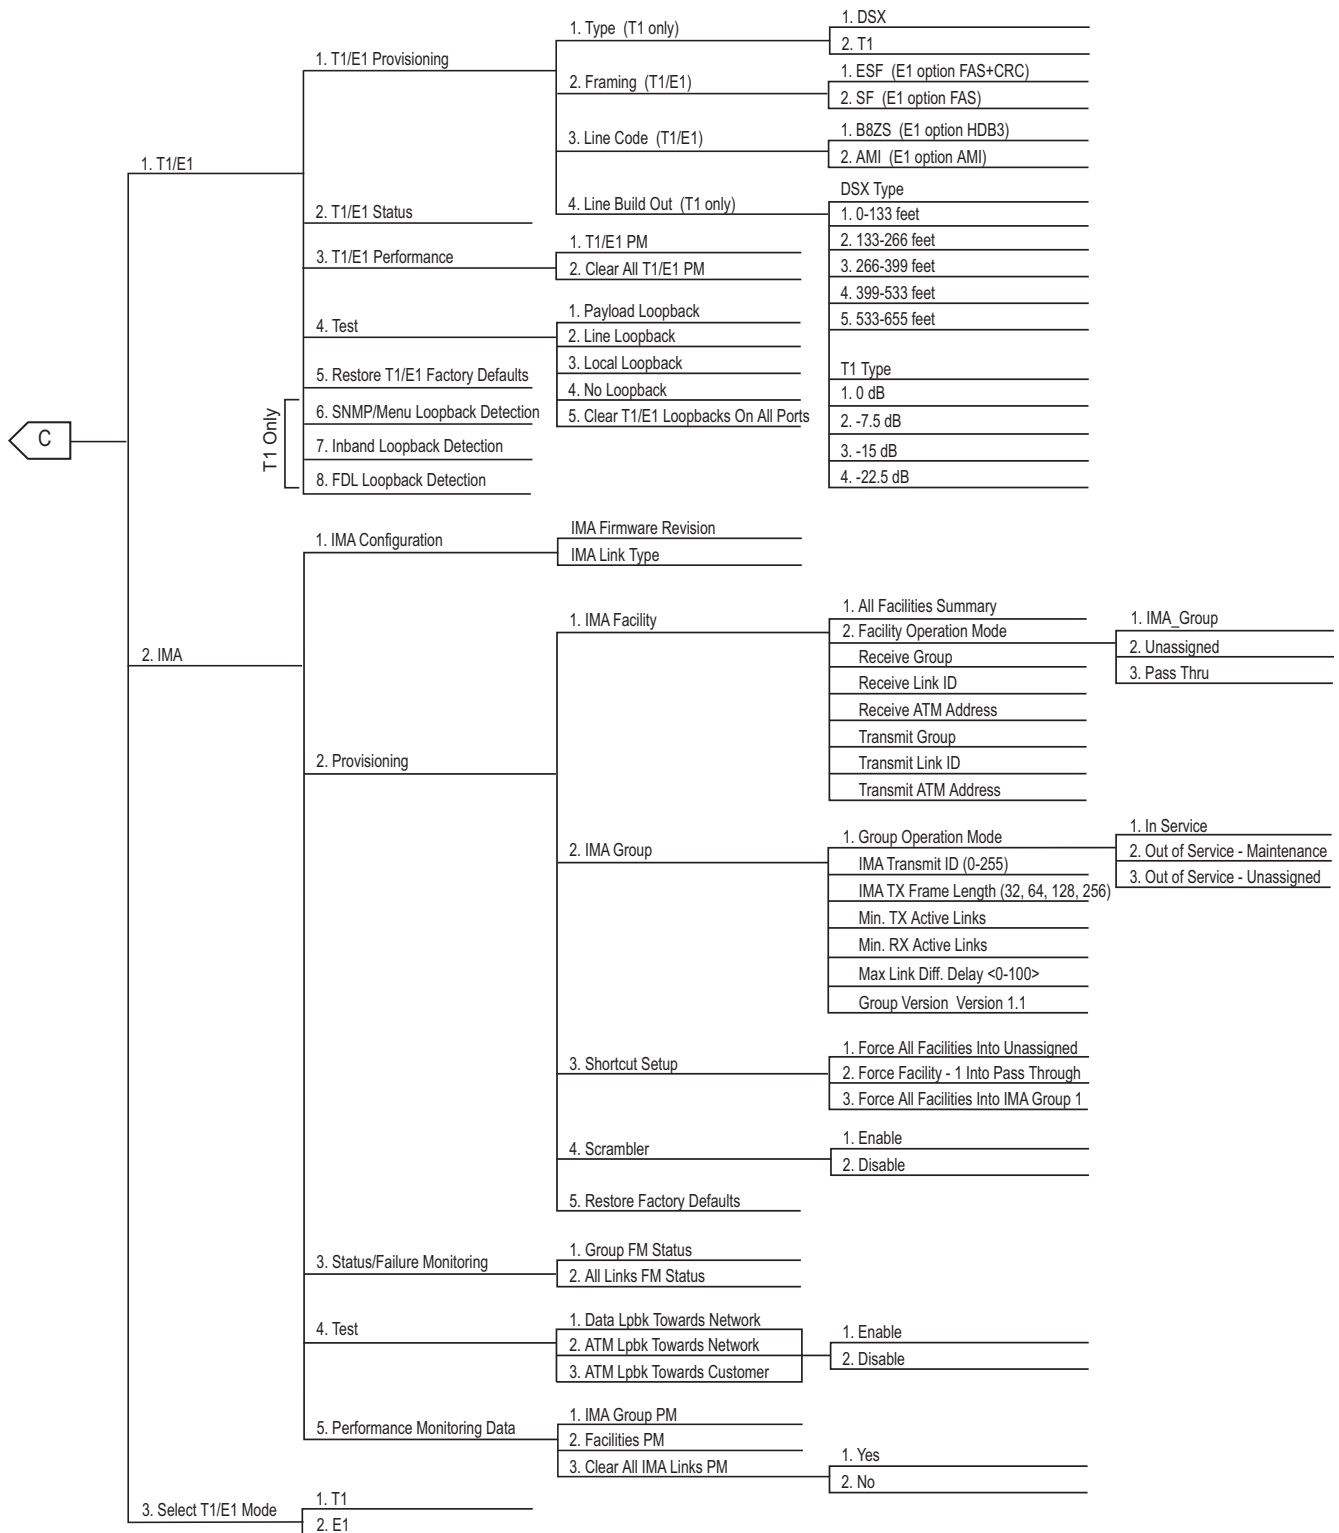 C
1. T1/E1
1. T1/E1 Provisioning
1. Type (T1 only)
1. DSX
2. T1
2. Framing (T1/E1)
1. ESF (E1 option FAS+CRC)
2. SF (E1 option FAS)
3. Line Code (T1/E1)
1. B8ZS (E1 option HDB3)
2. AMI (E1 option AMI)
4. Line Build Out (T1 only)
DSX Type
1. 0-133 feet
2. 133-266 feet
3. 266-399 feet
4. 399-533 feet
5. 533-655 feet
T1 Type
1. 0 dB
2. -7.5 dB
3. -15 dB
4. -22.5 dB
2. T1/E1 Status
3. T1/E1 Performance
1. T1/E1 PM
2. Clear All T1/E1 PM
4. Test
1. Payload Loopback
2. Line Loopback
3. Local Loopback
4. No Loopback
5. Clear T1/E1 Loopbacks On All Ports
5. Restore T1/E1 Factory Defaults
T1 Only
6. SNMP/Menu Loopback Detection
7. Inband Loopback Detection
8. FDL Loopback Detection
2. IMA
1. IMA Configuration
IMA Firmware Revision
IMA Link Type
2. Provisioning
1. IMA Facility
1. All Facilities Summary
2. Facility Operation Mode
1. IMA_Group
2. Unassigned
3. Pass Thru
Receive Group
Receive Link ID
Receive ATM Address
Transmit Group
Transmit Link ID
Transmit ATM Address
2. IMA Group
1. Group Operation Mode
1. In Service
2. Out of Service - Maintenance
3. Out of Service - Unassigned
IMA Transmit ID (0-255)
IMA TX Frame Length (32, 64, 128, 256)
Min. TX Active Links
Min. RX Active Links
Max Link Diff. Delay <0-100>
Group Version Version 1.1
3. Shortcut Setup
1. Force All Facilities Into Unassigned
2. Force Facility - 1 Into Pass Through
3. Force All Facilities Into IMA Group 1
4. Scrambler
1. Enable
2. Disable
5. Restore Factory Defaults
3. Status/Failure Monitoring
1. Group FM Status
2. All Links FM Status
4. Test
1. Data Lpbk Towards Network
2. ATM Lpbk Towards Network
3. ATM Lpbk Towards Customer
1. Enable
2. Disable
5. Performance Monitoring Data
1. IMA Group PM
2. Facilities PM
3. Clear All IMA Links PM
1. Yes
2. No
3. Select T1/E1 Mode
1. T1
2. E1